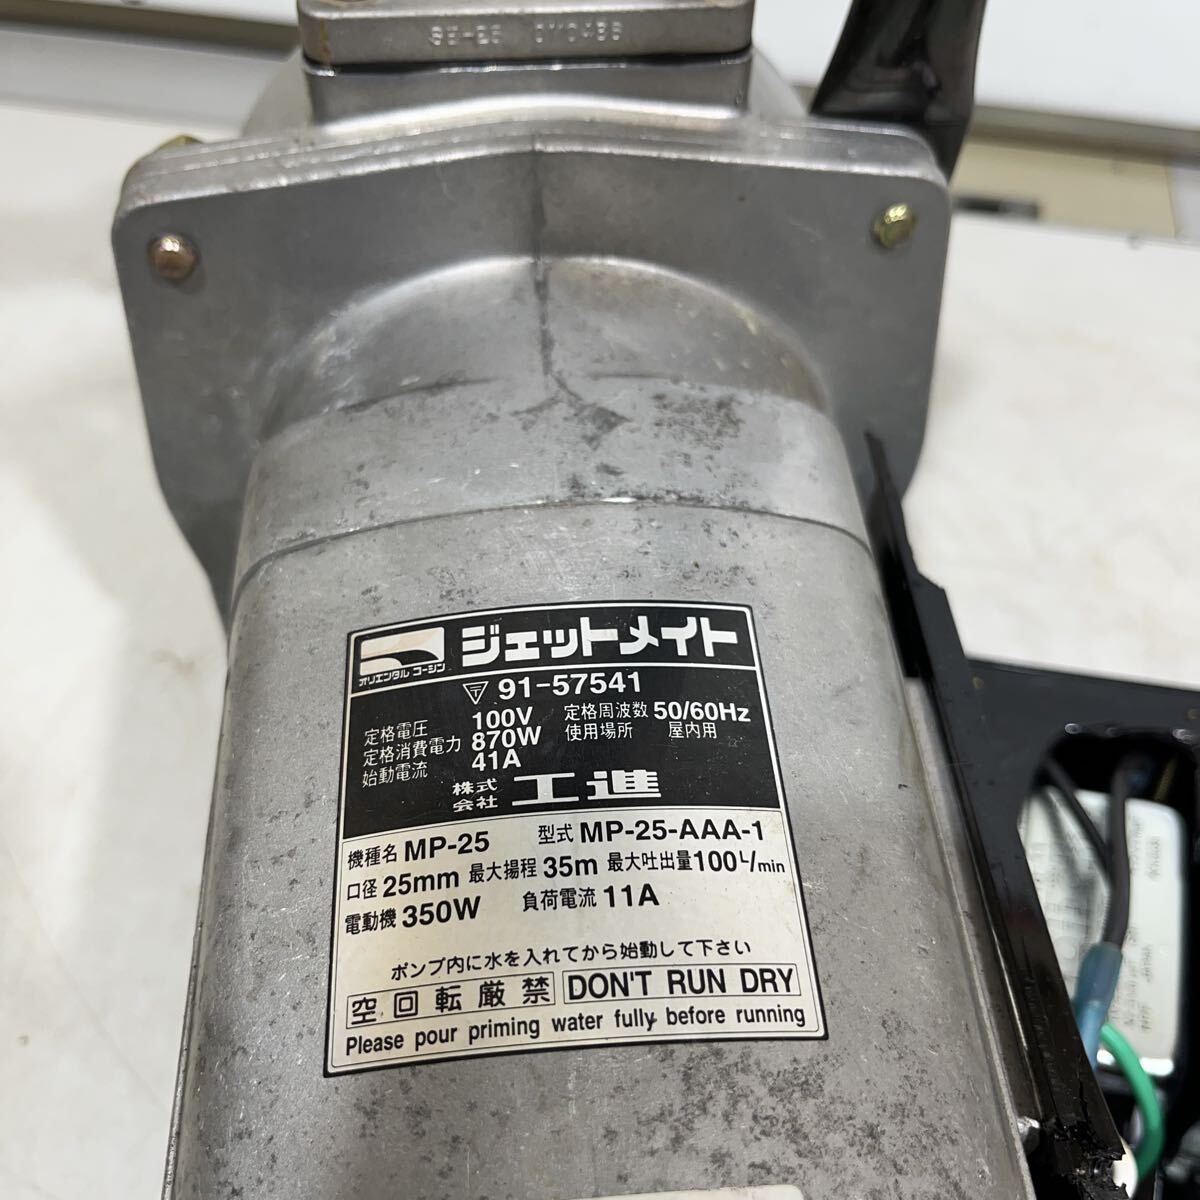 オリエンタル コーシン ジェットメイト
〒 91-57541
定格電圧 100V 定格周波数 50/60Hz
定格消費電力 870W 使用場所 屋内用
始動電流 41A
株式会社 工進
機種名 MP-25 型式 MP-25-AAA-1
口径 25mm 最大揚程 35m 最大吐出量 100L/min
電動機 350W 負荷電流 11A
ポンプ内に水を入れてから始動して下さい
空回転厳禁 DON'T RUN DRY
Please pour priming water fully before running